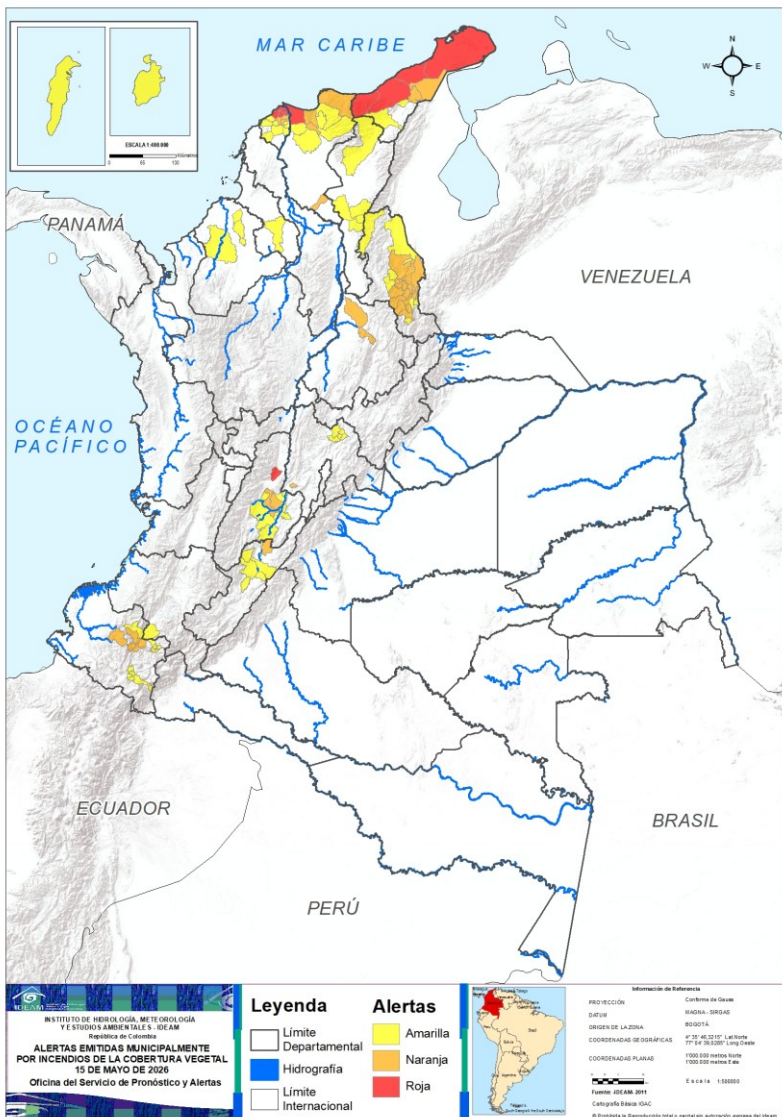 MAR CARIBE
N
W
E
S
ESCALA 1:400.000
PANAMÁ
VENEZUELA
OCÉANO
PACÍFICO
ECUADOR
BRASIL
PERÚ
IDEAM
INSTITUTO DE HIDROLOGÍA, METEOROLOGÍA
Y ESTUDIOS AMBIENTALES - IDEAM
República de Colombia
ALERTAS EMITIDAS MUNICIPALMENTE
POR INCENDIOS DE LA COBERTURA VEGETAL
15 DE MAYO DE 2026
Oficina del Servicio de Pronóstico y Alertas
Leyenda
Límite
Departamental
Hidrografía
Límite
Internacional
Alertas
Amarilla
Naranja
Roja
Información de Referencia
PROYECCIÓN
Conforme de Gauss
DATUM
MAGNA - SIRGAS
ORIGEN DE LA ZONA
BOGOTÁ
COORDENADAS GEOGRÁFICAS
COORDENADAS PLANAS
1'000.000 metros Norte
1'000.000 metros Este
Fuente: IDEAM. 2011
Cartografía Básica IGAC